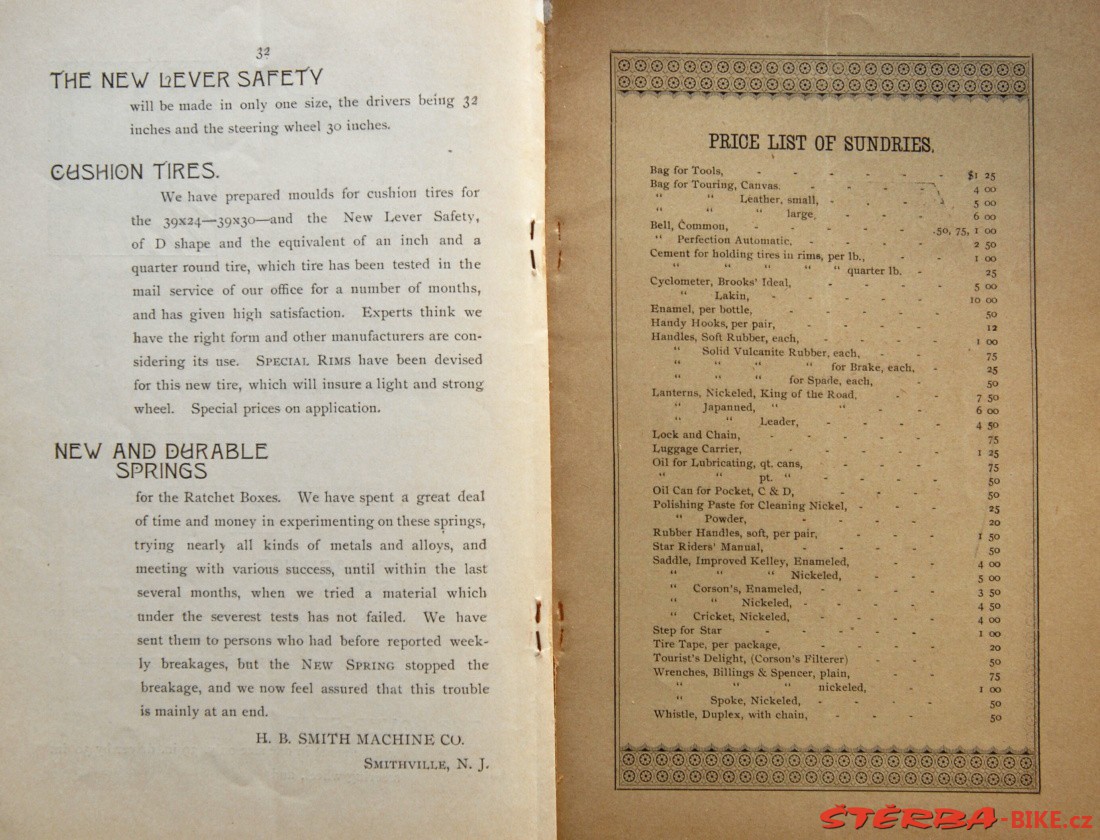 32
THE NEW LEVER SAFETY
will be made in only one size, the drivers being 32
inches and the steering wheel 30 inches.
CUSHION TIRES.
We have prepared moulds for cushion tires for
the 39x24—39x30—and the New Lever Safety,
of D shape and the equivalent of an inch and a
quarter round tire, which tire has been tested in the
mail service of our office for a number of months,
and has given high satisfaction. Experts think we
have the right form and other manufacturers are con-
sidering its use. SPECIAL RIMS have been devised
for this new tire, which will insure a light and strong
wheel. Special prices on application.
NEW AND DURABLE
SPRINGS
for the Ratchet Boxes. We have spent a great deal
of time and money in experimenting on these springs,
trying nearly all kinds of metals and alloys, and
meeting with various success, until within the last
several months, when we tried a material which
under the severest tests has not failed. We have
sent them to persons who had before reported week-
ly breakages, but the NEW SPRING stopped the
breakage, and we now feel assured that this trouble
is mainly at an end.
H. B. SMITH MACHINE CO.
SMITHVILLE, N. J.
PRICE LIST OF SUNDRIES.
Bag for Tools, - - - - - - $1 25
Bag for Touring, Canvas, - - - - 4 00
" " Leather, small, - - - - 5 00
" " " large, - - - 6 00
Bell, Common, - - - - - .50, 75, 1 00
" Perfection Automatic, - - - - 2 50
Cement for holding tires in rims, per lb., - - - 1 00
" " " " " quarter lb. - 25
Cyclometer, Brooks' Ideal, - - - - 5 00
" Lakin, - - - - - 10 00
Enamel, per bottle, - - - - - 50
Handy Hooks, per pair, - - - - 12
Handles, Soft Rubber, each, - - - - 1 00
" Solid Vulcanite Rubber, each, - - 75
" " " " for Brake, each, - 25
" " " for Spade, each, - 50
Lanterns, Nickeled, King of the Road, - - 7 50
" Japanned, " " - - 6 00
" " Leader, - - - 4 50
Lock and Chain, - - - - - 75
Luggage Carrier, - - - - - 1 25
Oil for Lubricating, qt. cans, - - - - 75
" " pt. " - - - - 50
Oil Can for Pocket, C & D, - - - - 50
Polishing Paste for Cleaning Nickel, - - - 25
" Powder, - - - - 20
Rubber Handles, soft, per pair, - - - 1 50
Star Riders' Manual, - - - - - 50
Saddle, Improved Kelley, Enameled, - - - 4 00
" " " Nickeled, - - 5 00
" Corson's, Enameled, - - - 3 50
" " Nickeled, - - - - 4 50
" Cricket, Nickeled, - - - - 4 00
Step for Star - - - - - 1 00
Tire Tape, per package, - - - - 20
Tourist's Delight, (Corson's Filterer) - - - 50
Wrenches, Billings & Spencer, plain, - - - 75
" " " nickeled, - 1 00
" Spoke, Nickeled, - - - - 50
Whistle, Duplex, with chain, - - - - 50
ŠTĚRBA-BIKE.cz